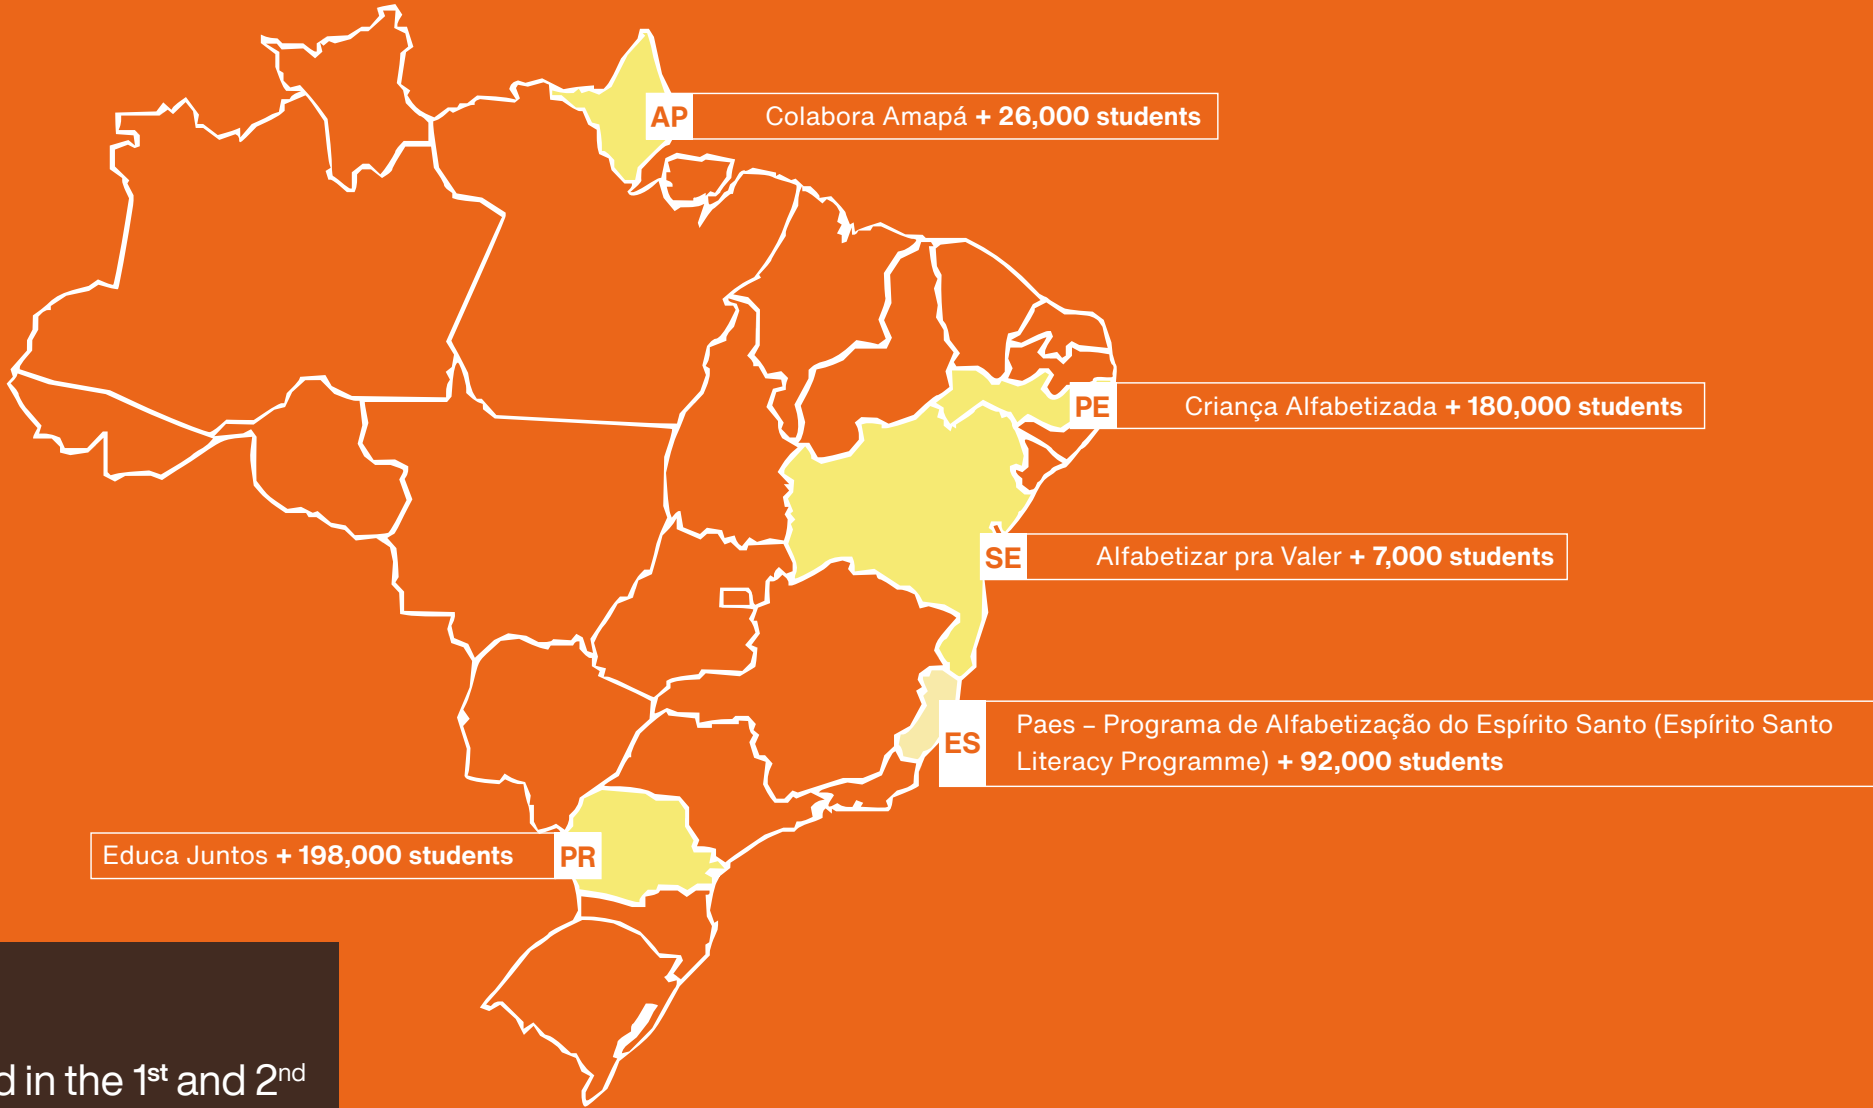 AP Colabora Amapá + 26,000 students
PE Criança Alfabetizada + 180,000 students
SE Alfabetizar pra Valer + 7,000 students
ES Paes – Programa de Alfabetização do Espírito Santo (Espírito Santo
Literacy Programme) + 92,000 students
Educa Juntos + 198,000 students PR
in the 1st and 2nd